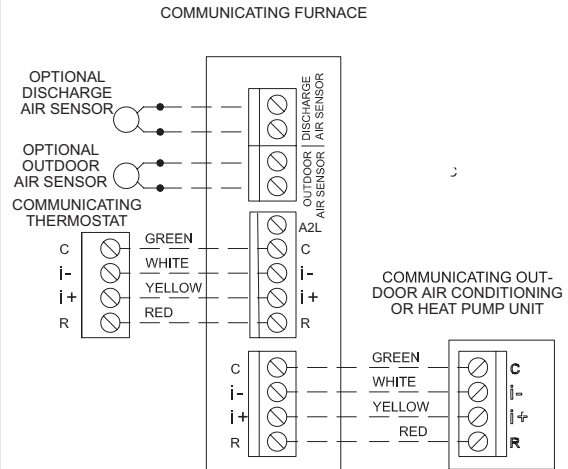 COMMUNICATING FURNACE
OPTIONAL
DISCHARGE
AIR SENSOR
DISCHARGE
AIR SENSOR
OPTIONAL
OUTDOOR
AIR SENSOR
OUTDOOR
AIR SENSOR
COMMUNICATING
THERMOSTAT
A2L
C GREEN C
i- WHITE i-
i+ YELLOW i+
R RED R
COMMUNICATING OUT-
DOOR AIR CONDITIONING
OR HEAT PUMP UNIT
C GREEN C
i- WHITE i-
i+ YELLOW i+
R RED R